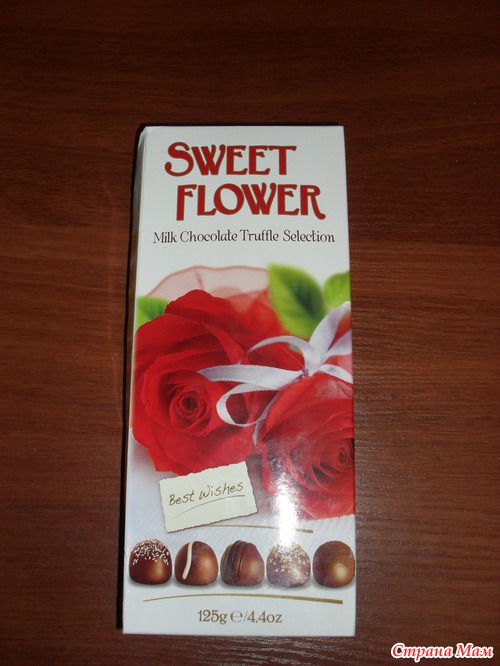 SWEET
FLOWER
Milk Chocolate Truffle Selection
Best Wishes
125g ℮/4.4oz
Страна Мам